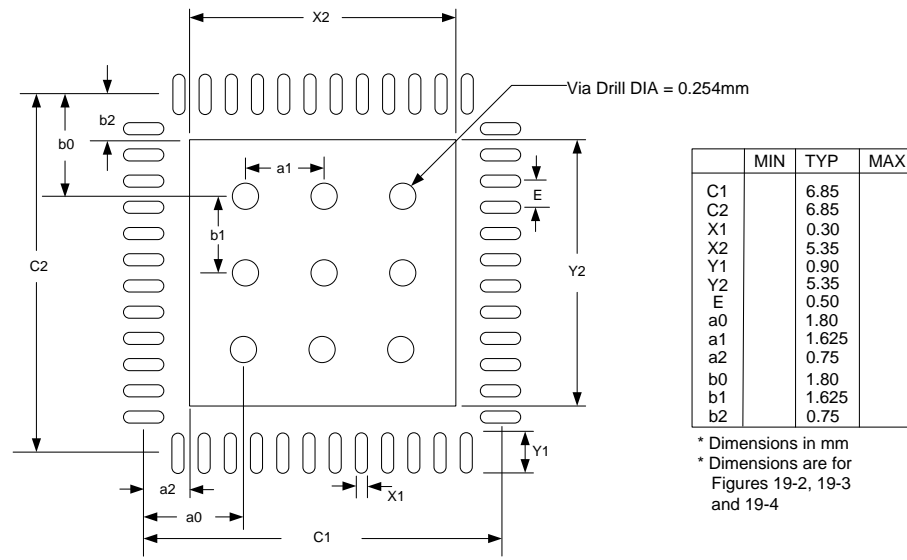 X2
Via Drill DIA = 0.254mm
b2
b0
a1
E
b1
C2
Y2
Y1
a2
X1
a0
C1
MIN TYP MAX
C1 6.85
C2 6.85
X1 0.30
X2 5.35
Y1 0.90
Y2 5.35
E 0.50
a0 1.80
a1 1.625
a2 0.75
b0 1.80
b1 1.625
b2 0.75
* Dimensions in mm
* Dimensions are for
Figures 19-2, 19-3
and 19-4